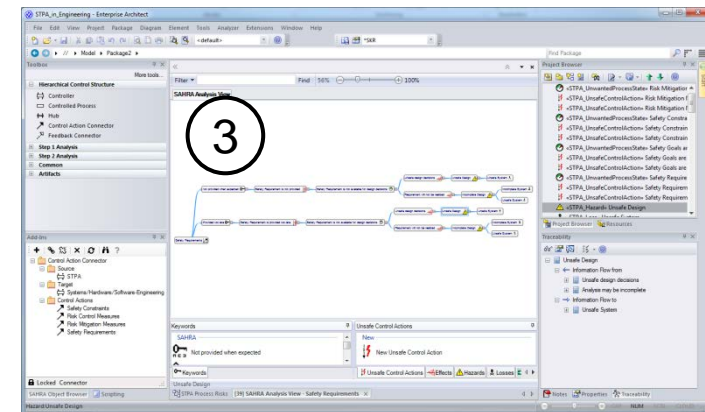 STPA_in_Engineering - Enterprise Architect
File Edit View Project Package Diagram Element Tools Analyzer Extensions Window Help
<default>
*SKR
Model Package2
Find Package
Toolbox
More tools...
Hierarchical Control Structure
Controller
Controlled Process
Hub
Control Action Connector
Feedback Connector
Step 1 Analysis
Step 2 Analysis
Common
Artifacts
Filter
Find 56% 100%
SAHRA Analysis View
3
Project Browser
«STPA_UnwantedProcessState» Risk Mitigation
«STPA_UnsafeControlAction» Risk Mitigation
«STPA_UnwantedProcessState» Safety Constra
«STPA_UnsafeControlAction» Safety Constrain
«STPA_UnsafeControlAction» Safety Constrain
«STPA_UnwantedProcessState» Safety Goals ar
«STPA_UnsafeControlAction» Safety Goals are
«STPA_UnsafeControlAction» Safety Goals are
«STPA_UnwantedProcessState» Safety Require
«STPA_UnsafeControlAction» Safety Requirem
«STPA_UnsafeControlAction» Safety Requirem
«STPA_Hazard» Unsafe Design
Project Browser Resources
Add-Ins
Control Action Connector
Source
STPA
Target
Systems/Hardware/Software-Engineering
Control Actions
Safety Constraints
Risk Control Measures
Risk Mitigation Measures
Safety Requirements
Locked Connector
SAHRA Object Browser Scripting
Hazard:Unsafe Design
Keywords
SAHRA
Not provided when expected
Keywords
Unsafe Control Actions
New
New Unsafe Control Action
Unsafe Control Actions Effects Hazards Losses
Unsafe Design
STPA Process Risks (39) SAHRA Analysis View - Safety Requirements
Traceability
Unsafe Design
Information Flow from
Unsafe design decisions
Analysis may be incomplete
Information Flow to
Unsafe System
Notes Properties Traceability
NUM